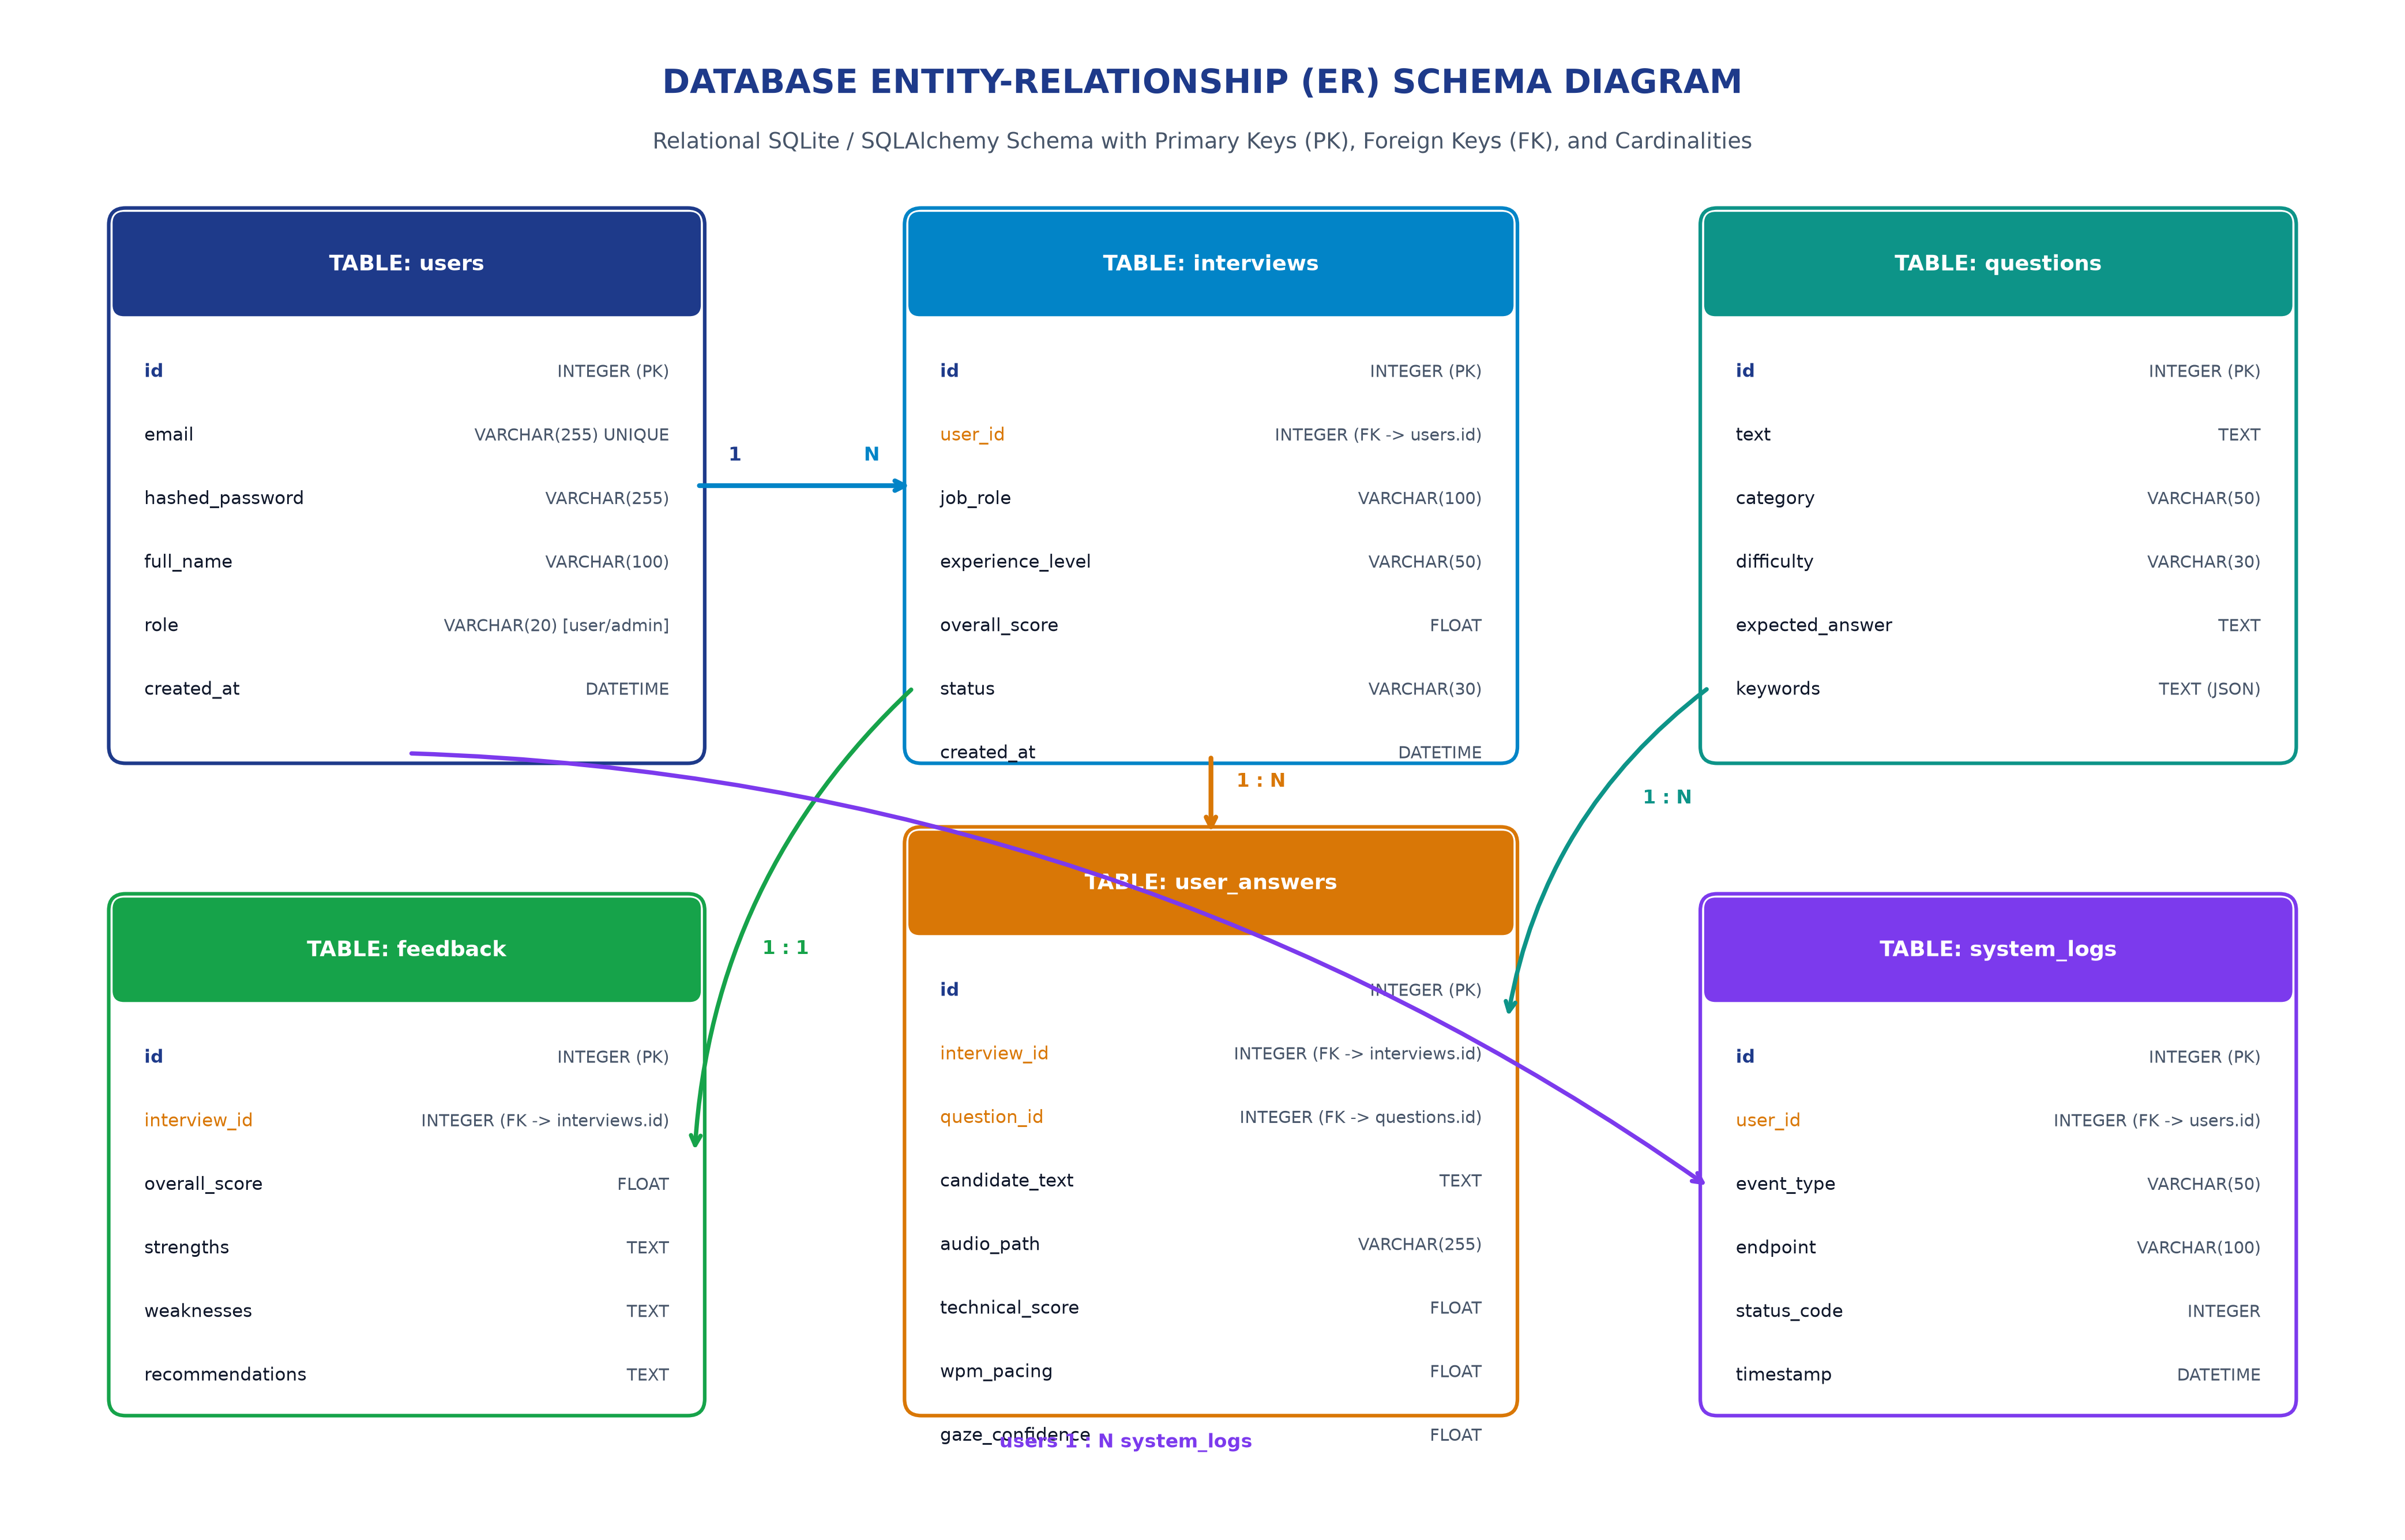 DATABASE ENTITY-RELATIONSHIP (ER) SCHEMA DIAGRAM
Relational SQLite / SQLAlchemy Schema with Primary Keys (PK), Foreign Keys (FK), and Cardinalities
TABLE: users
id INTEGER (PK)
email VARCHAR(255) UNIQUE
hashed_password VARCHAR(255)
full_name VARCHAR(100)
role VARCHAR(20) [user/admin]
created_at DATETIME
1 N
TABLE: interviews
id INTEGER (PK)
user_id INTEGER (FK -> users.id)
job_role VARCHAR(100)
experience_level VARCHAR(50)
overall_score FLOAT
status VARCHAR(30)
created_at DATETIME
TABLE: questions
id INTEGER (PK)
text TEXT
category VARCHAR(50)
difficulty VARCHAR(30)
expected_answer TEXT
keywords TEXT (JSON)
1 : N
1 : N
1 : 1
TABLE: feedback
id INTEGER (PK)
interview_id INTEGER (FK -> interviews.id)
overall_score FLOAT
strengths TEXT
weaknesses TEXT
recommendations TEXT
TABLE: user_answers
id INTEGER (PK)
interview_id INTEGER (FK -> interviews.id)
question_id INTEGER (FK -> questions.id)
candidate_text TEXT
audio_path VARCHAR(255)
technical_score FLOAT
wpm_pacing FLOAT
gaze_confidence FLOAT
users 1 : N system_logs
TABLE: system_logs
id INTEGER (PK)
user_id INTEGER (FK -> users.id)
event_type VARCHAR(50)
endpoint VARCHAR(100)
status_code INTEGER
timestamp DATETIME